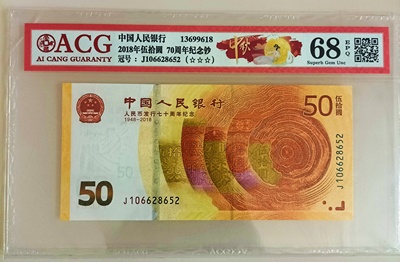 ACG
AI CANG GUARANTY
中国人民银行 13699618
2018年伍拾圆 70周年纪念钞
冠号：J106628652 (☆☆☆)
中秋
68 EPQ
Superb Gem Unc
中国人民银行
人民币发行七十周年纪念
1948-2018
50 伍拾圆
J106628652
50
J106628652